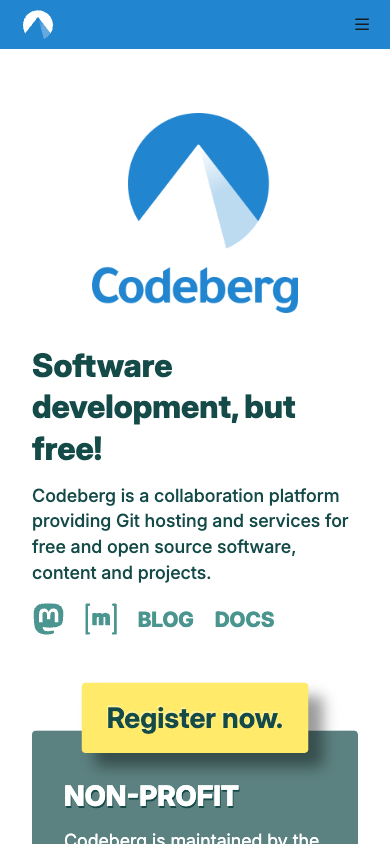 Codeberg
Software
development, but
free!
Codeberg is a collaboration platform
providing Git hosting and services for
free and open source software,
content and projects.
[m] BLOG DOCS
Register now.
NON-PROFIT
Codeberg is maintained by the